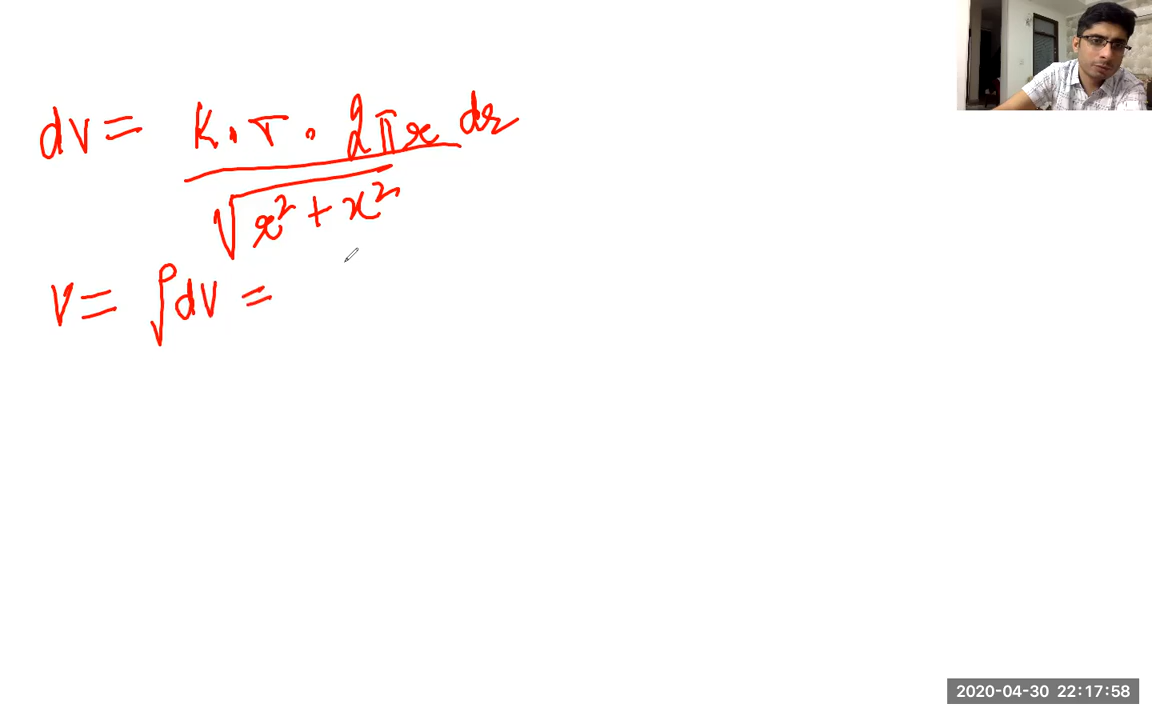 dV = K · σ · 2πr dr
√r² + x²
V = ∫dV =
2020-04-30 22:17:58